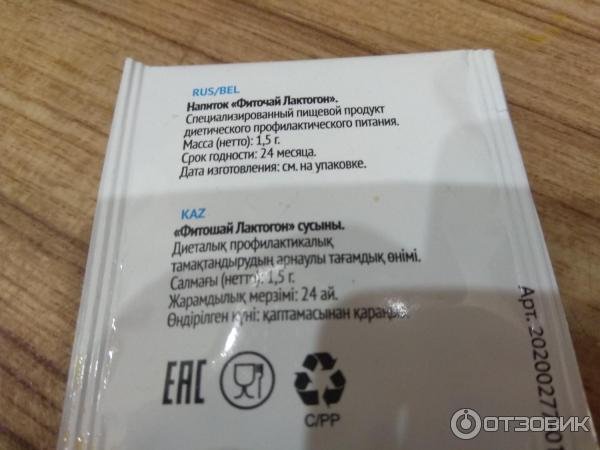 RUS/BEL
Напиток «Фиточай Лактогон».
Специализированный пищевой продукт
диетического профилактического питания.
Масса (нетто): 1,5 г.
Срок годности: 24 месяца.
Дата изготовления: см. на упаковке.
KAZ
«Фитошай Лактогон» сусыны.
Диеталық профилактикалық
тамақтандырудың арнаулы тағамдық өнімі.
Салмағы (нетто): 1,5 г.
Жарамдылық мерзімі: 24 ай.
Өндірілген күні: қаптамасынан қараңыз.
EAC
C/PP
Арт.
ОТЗОВИК